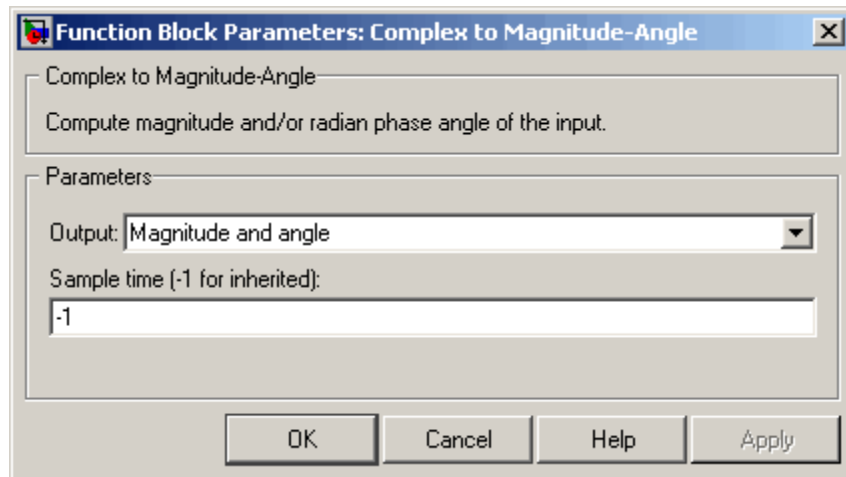 Function Block Parameters: Complex to Magnitude-Angle
Complex to Magnitude-Angle
Compute magnitude and/or radian phase angle of the input.
Parameters
Output: Magnitude and angle
Sample time (-1 for inherited):
-1
OK Cancel Help Apply